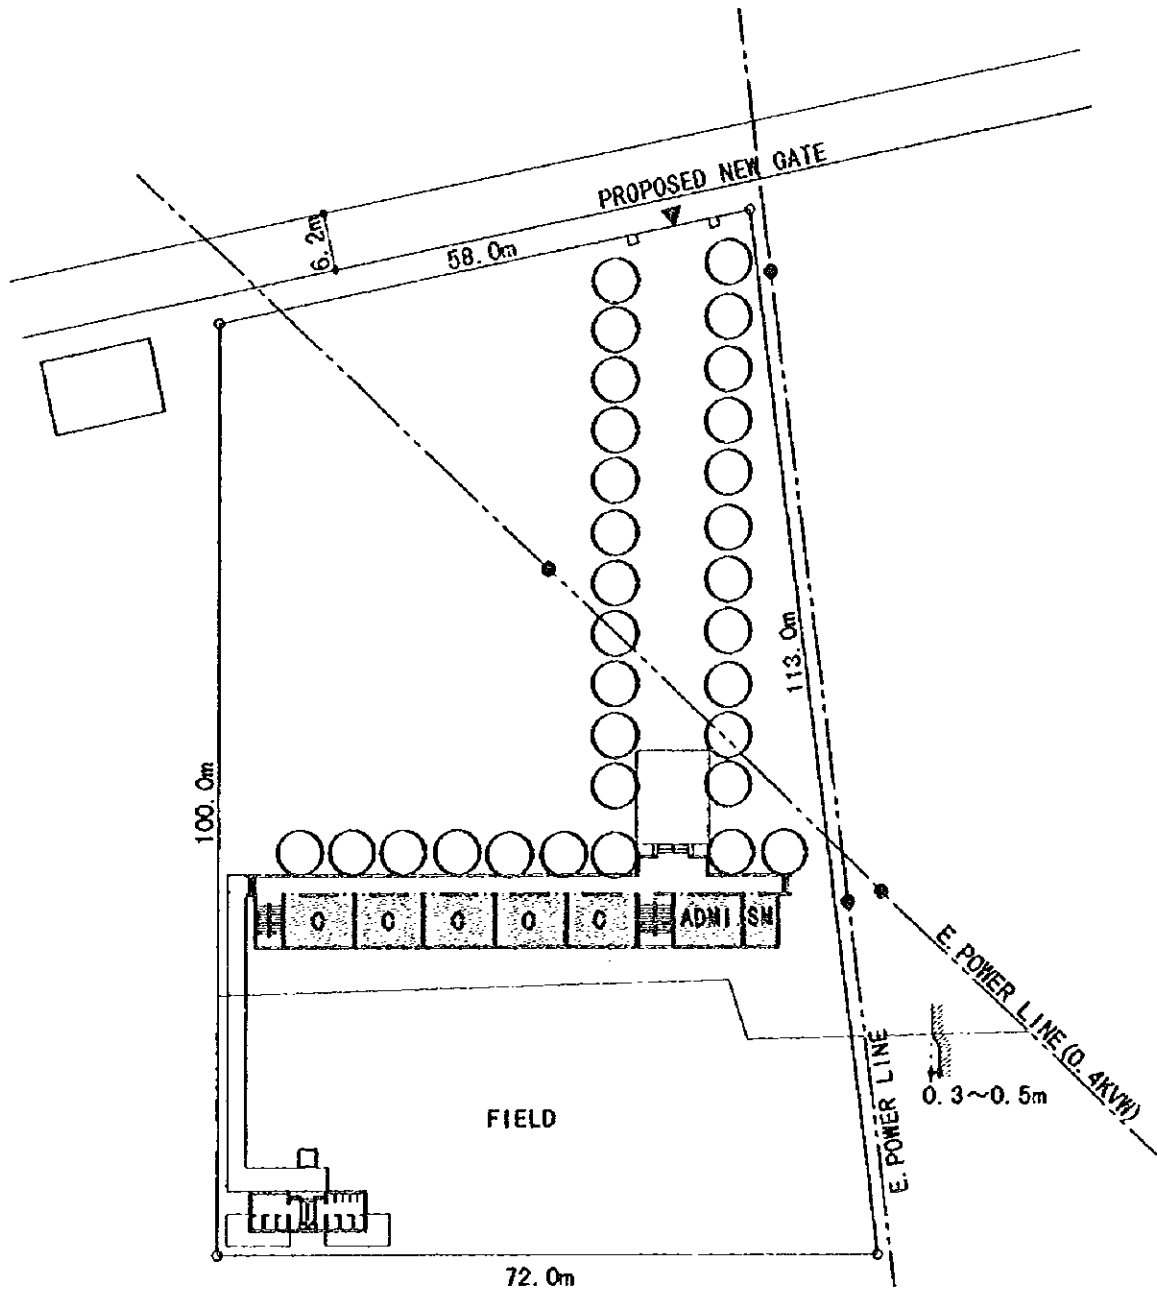 PROPOSED NEW GATE
6.2m
58.0m
113.0m
100.0m
C C C C C ADMI SM
E.POWER LINE(0.4KVW)
E.POWER LINE
0.3~0.5m
FIELD
72.0m